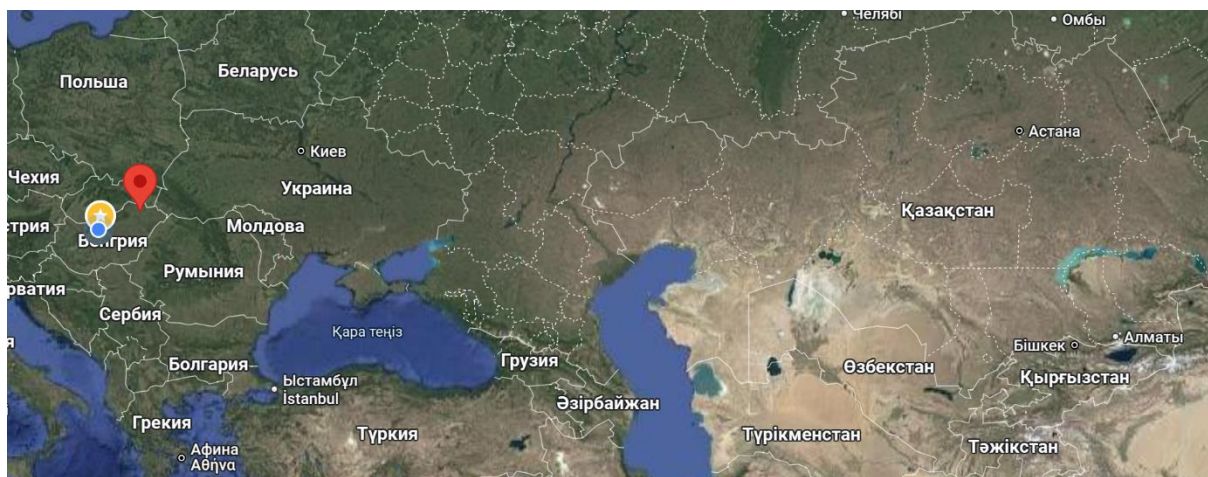 Челябі
Омбы
Польша
Беларусь
Астана
Киев
Чехия
Украина
Қазақстан
стрия
Молдова
Венгрия
Румыния
рватия
Сербия
Қара теңіз
Алматы
Бішкек
Болгария
Грузия
Өзбекстан
Қырғызстан
Ыстамбұл
İstanbul
Әзірбайжан
Грекия
Түркия
Түрікменстан
Тәжікстан
Афина
Αθήνα